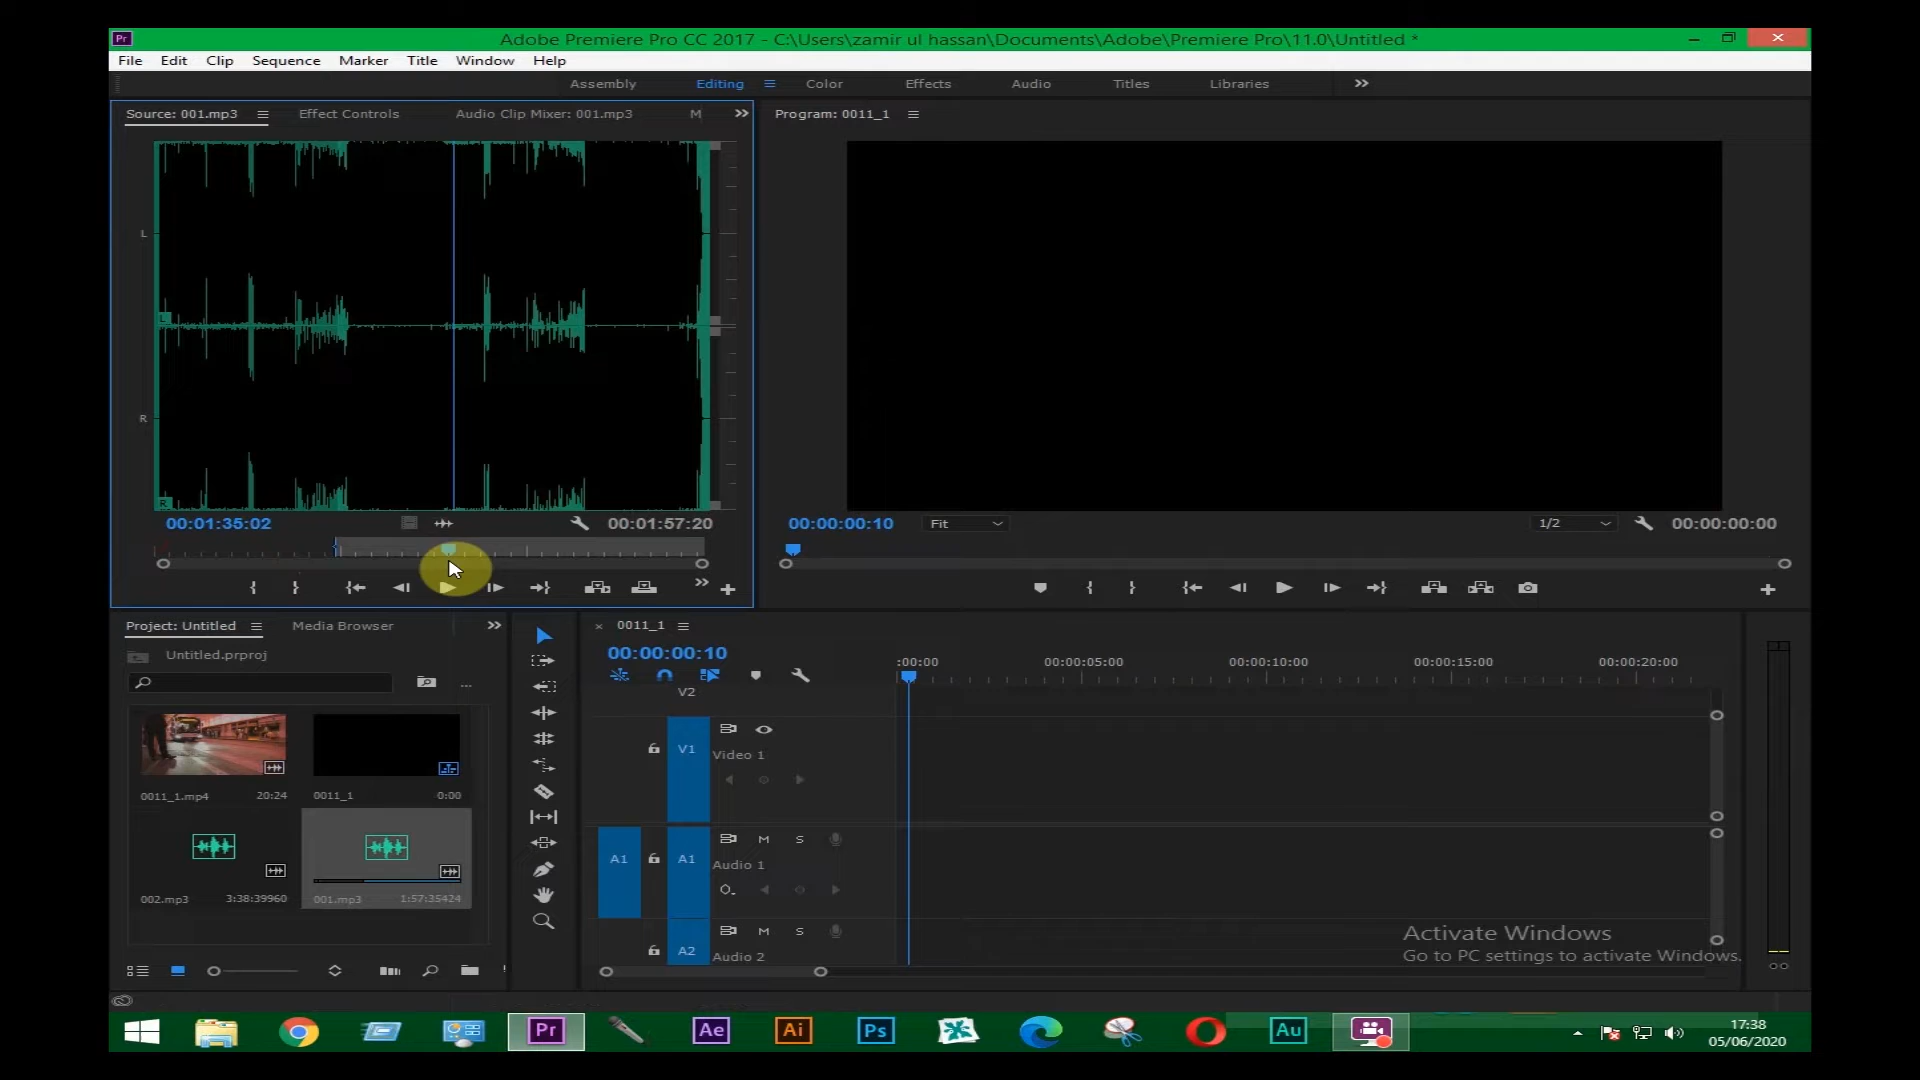 Pr
Adobe Premiere Pro CC 2017 - C:\Users\zamir ul hassan\Documents\Adobe\Premiere Pro\11.0\Untitled *
File Edit Clip Sequence Marker Title Window Help
Assembly Editing Color Effects Audio Titles Libraries
Source: 001.mp3 Effect Controls Audio Clip Mixer: 001.mp3 M
Program: 0011_1
L
L
R
R
00:01:35:02 00:01:57:20
00:00:00:10 Fit 1/2 00:00:00:00
Project: Untitled Media Browser
Untitled.prproj
0011_1.mp4 20:24 0011_1 0:00
002.mp3 3:38:39960 001.mp3 1:57:35424
0011_1
00:00:00:10
:00:00 00:00:05:00 00:00:10:00 00:00:15:00 00:00:20:00
V2
V1 Video 1
A1 A1 M S
Audio 1
A2 M S
Audio 2
Activate Windows
Go to PC settings to activate Windows.
Pr Ae Ai Ps Au
17:38
05/06/2020